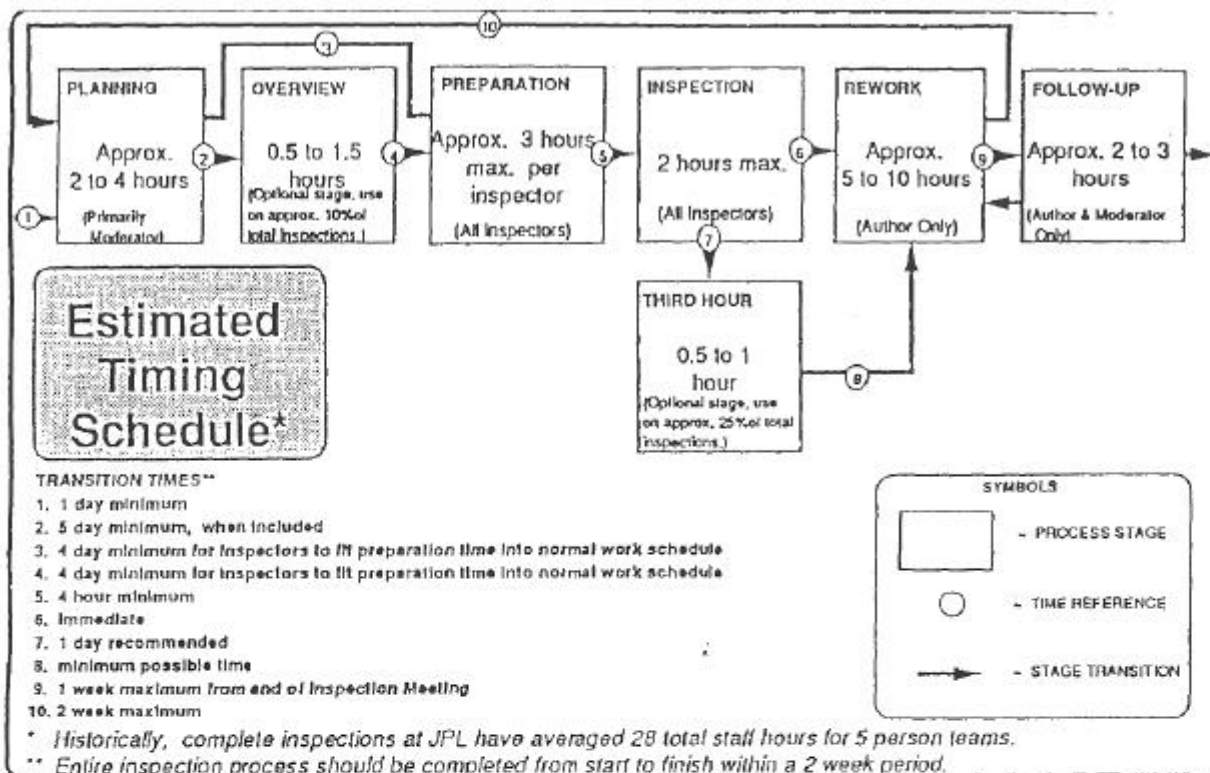 10
3
PLANNING
Approx.
2 to 4 hours
(Primarily
Moderator)
1
2
OVERVIEW
0.5 to 1.5
hours
(Optional stage, use
on approx. 10% of
total Inspections.)
4
PREPARATION
Approx. 3 hours
max. per
inspector
(All Inspectors)
5
INSPECTION
2 hours max.
(All Inspectors)
6
7
REWORK
Approx.
5 to 10 hours
(Author Only)
9
FOLLOW-UP
Approx. 2 to 3
hours
(Author & Moderator
Only)
THIRD HOUR
0.5 to 1
hour
(Optional stage, use
on approx. 25% of total
inspections.)
8
Estimated
Timing
Schedule*
TRANSITION TIMES**
1. 1 day minimum
2. 5 day minimum, when included
3. 4 day minimum for inspectors to fit preparation time into normal work schedule
4. 4 day minimum for inspectors to fit preparation time into normal work schedule
5. 4 hour minimum
6. Immediate
7. 1 day recommended
8. minimum possible time
9. 1 week maximum from end of Inspection Meeting
10. 2 week maximum
SYMBOLS
- PROCESS STAGE
- TIME REFERENCE
- STAGE TRANSITION
* Historically, complete inspections at JPL have averaged 28 total staff hours for 5 person teams.
** Entire inspection process should be completed from start to finish within a 2 week period.